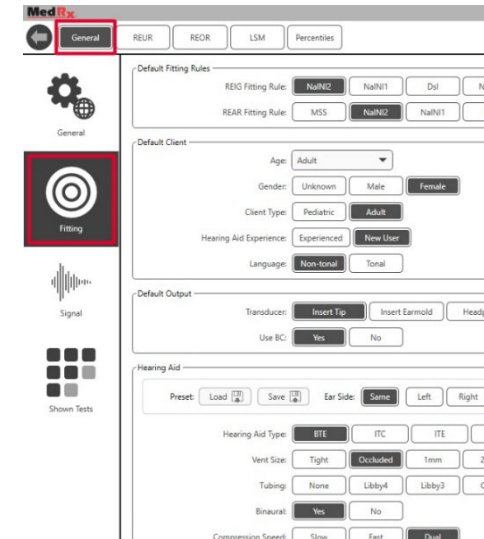 MedRx
General REUR REOR LSM Percentiles
General
Fitting
Signal
Shown Tests
Default Fitting Rules
REIG Fitting Rule: NalNl2 NalNl1 Dsl N
REAR Fitting Rule: MSS NalNl2 NalNl1
Default Client
Age: Adult
Gender: Unknown Male Female
Client Type: Pediatric Adult
Hearing Aid Experience: Experienced New User
Language: Non-tonal Tonal
Default Output
Transducer: Insert Tip Insert Earmold Headp
Use BC: Yes No
Hearing Aid
Preset: Load Save Ear Side: Same Left Right
Hearing Aid Type: BTE ITC ITE
Vent Size: Tight Occluded 1mm 2
Tubing: None Libby4 Libby3 C
Binaural: Yes No
Compression Speed: Slow Fast Dual